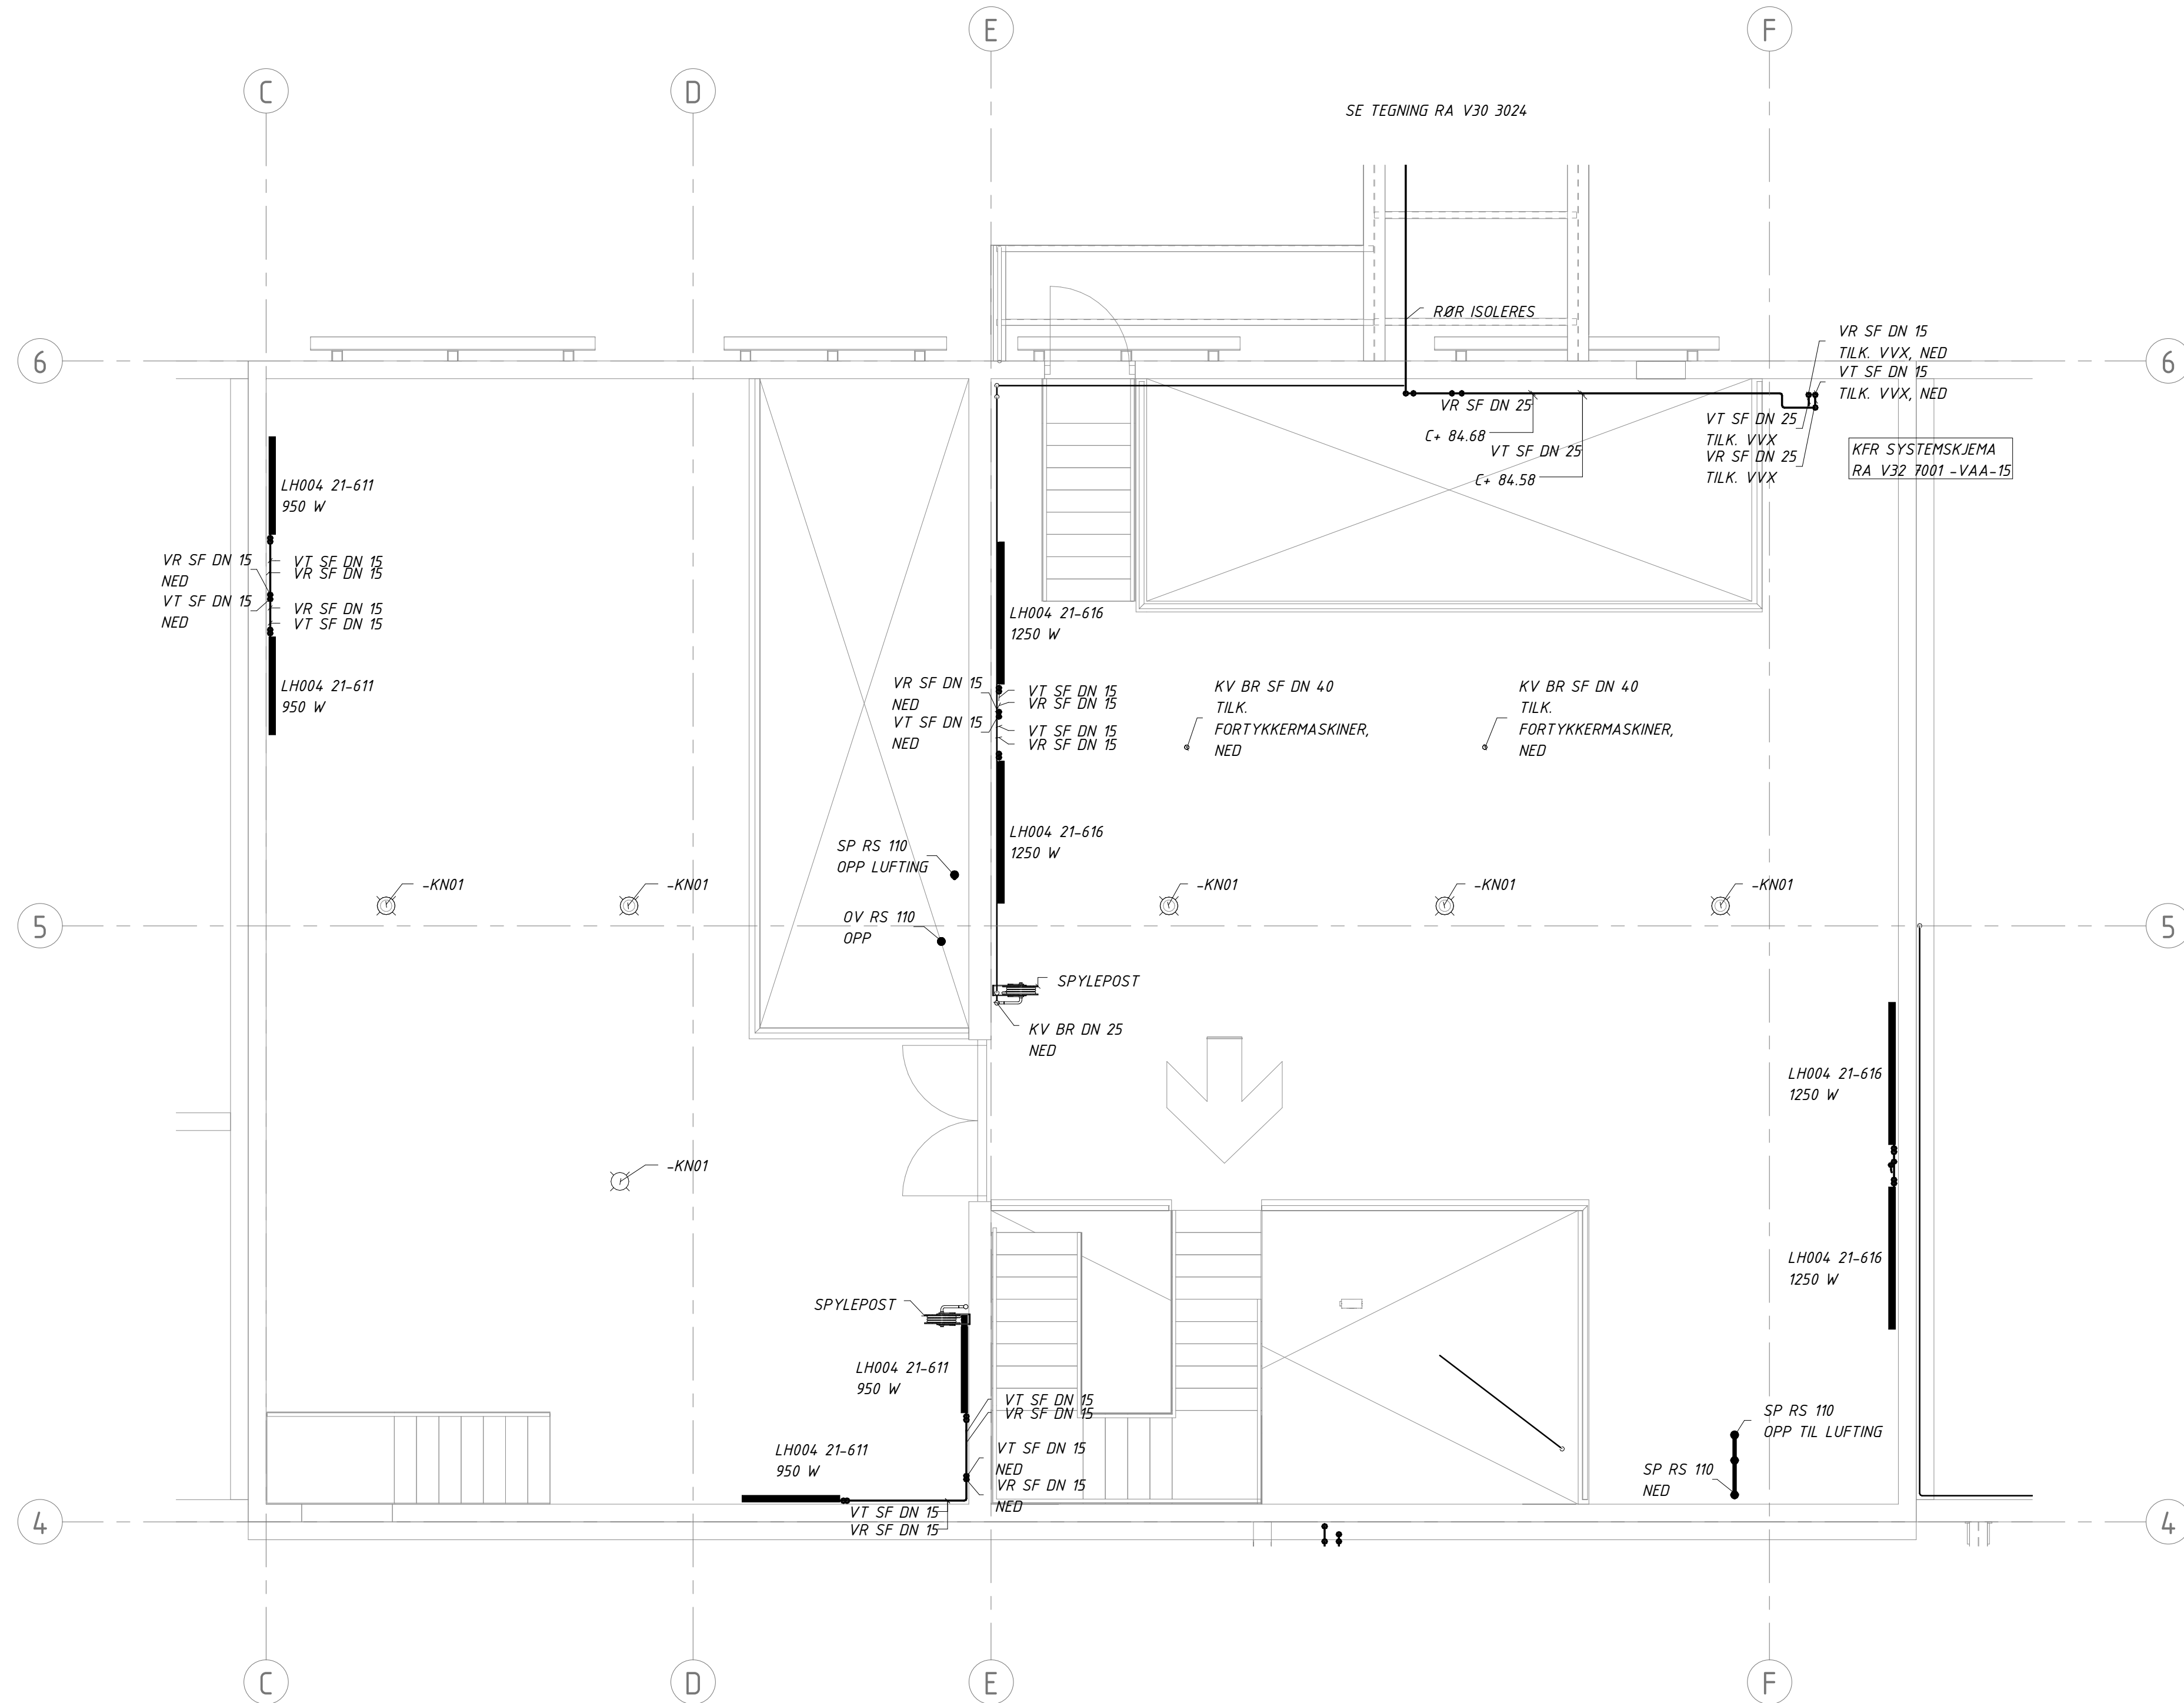 E
F
C
D
SE TEGNING RA V30 3024
RØR ISOLERES
6
6
VR SF DN 15
TILK. VVX, NED
VT SF DN 15
TILK. VVX, NED
VR SF DN 25
C+ 84.68
VT SF DN 25
C+ 84.58
VT SF DN 25
TILK. VVX
VR SF DN 25
TILK. VVX
KFR SYSTEMSKJEMA
RA V32 7001 -VAA-15
LH004 21-611
950 W
VR SF DN 15
NED
VT SF DN 15
NED
VT SF DN 15
VR SF DN 15
VR SF DN 15
VT SF DN 15
LH004 21-611
950 W
LH004 21-616
1250 W
VR SF DN 15
NED
VT SF DN 15
NED
VT SF DN 15
VR SF DN 15
VT SF DN 15
VR SF DN 15
KV BR SF DN 40
TILK.
FORTYKKERMASKINER,
NED
KV BR SF DN 40
TILK.
FORTYKKERMASKINER,
NED
LH004 21-616
1250 W
SP RS 110
OPP LUFTING
-KN01
-KN01
-KN01
-KN01
-KN01
OV RS 110
OPP
5
5
SPYLEPOST
KV BR DN 25
NED
LH004 21-616
1250 W
-KN01
LH004 21-616
1250 W
SPYLEPOST
LH004 21-611
950 W
VT SF DN 15
VR SF DN 15
LH004 21-611
950 W
VT SF DN 15
NED
VR SF DN 15
NED
VT SF DN 15
VR SF DN 15
SP RS 110
OPP TIL LUFTING
SP RS 110
NED
4
4
C
D
E
F